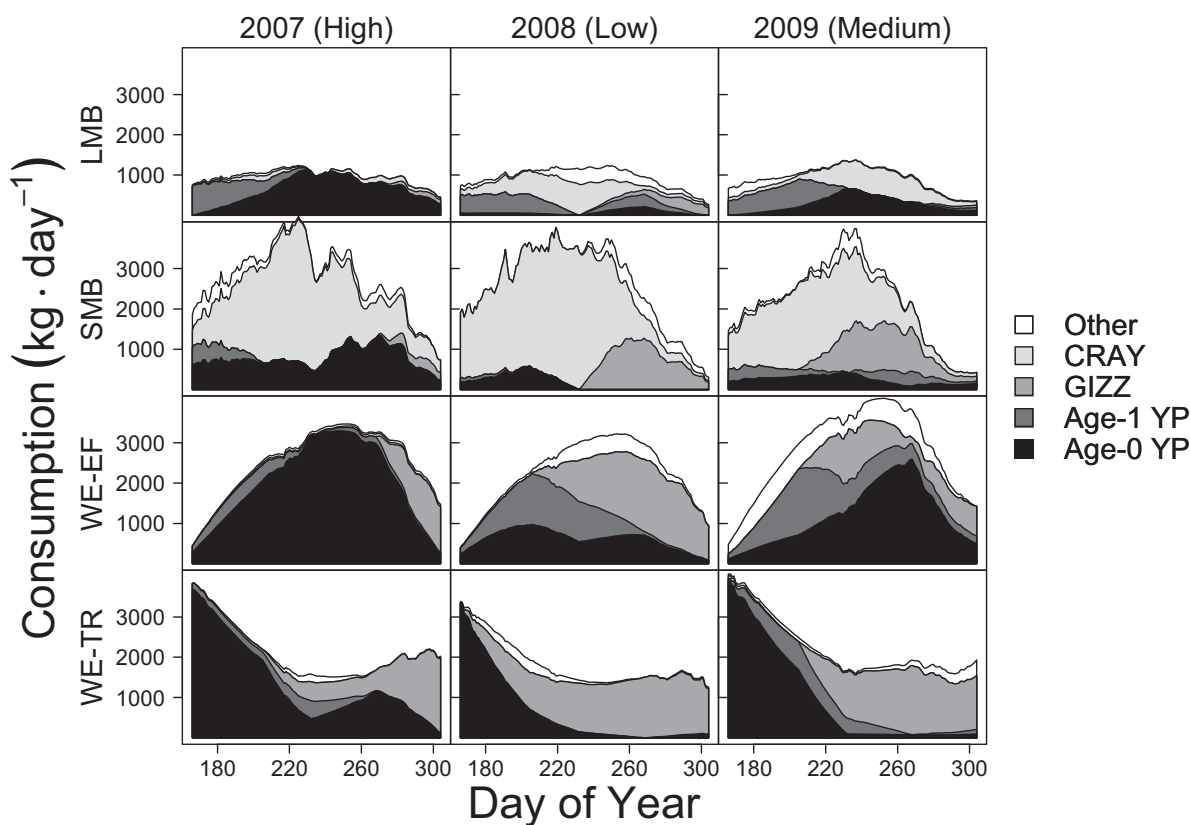 2007 (High) 2008 (Low) 2009 (Medium)
Consumption (kg · day⁻¹)
LMB
3000
2000
1000
SMB
3000
2000
1000
WE-EF
3000
2000
1000
WE-TR
3000
2000
1000
180 220 260 300 180 220 260 300 180 220 260 300
Day of Year
Other
CRAY
GIZZ
Age-1 YP
Age-0 YP